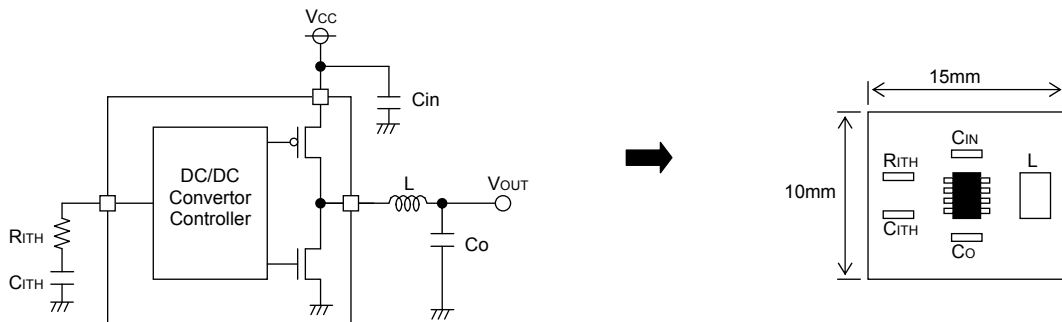 VCC
Cin
DC/DC
Convertor
Controller
L
VOUT
Co
RITH
CITH
15mm
10mm
CIN
RITH
L
CITH
CO